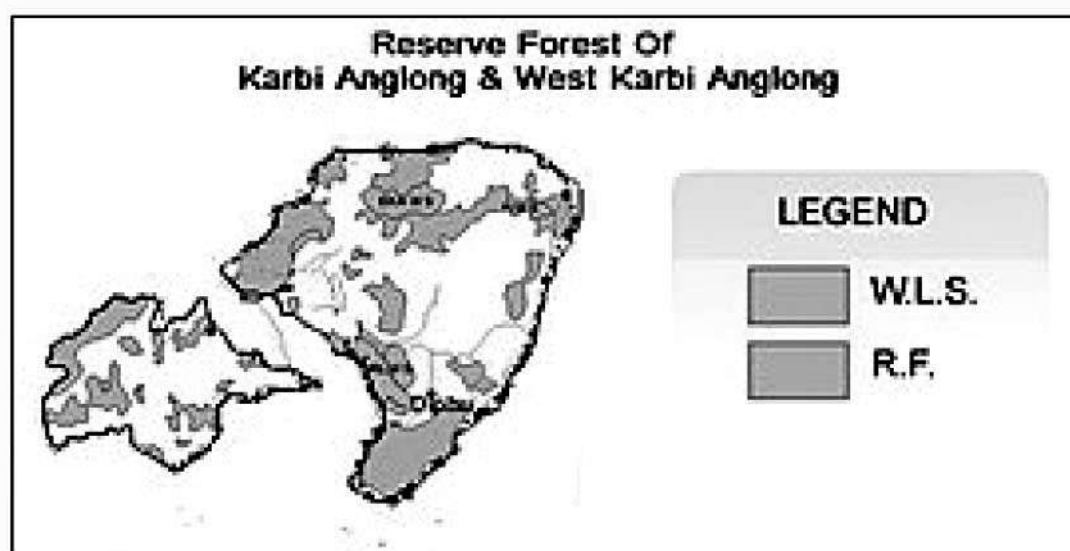 Reserve Forest Of
Karbi Anglong & West Karbi Anglong
LEGEND
W.L.S.
R.F.